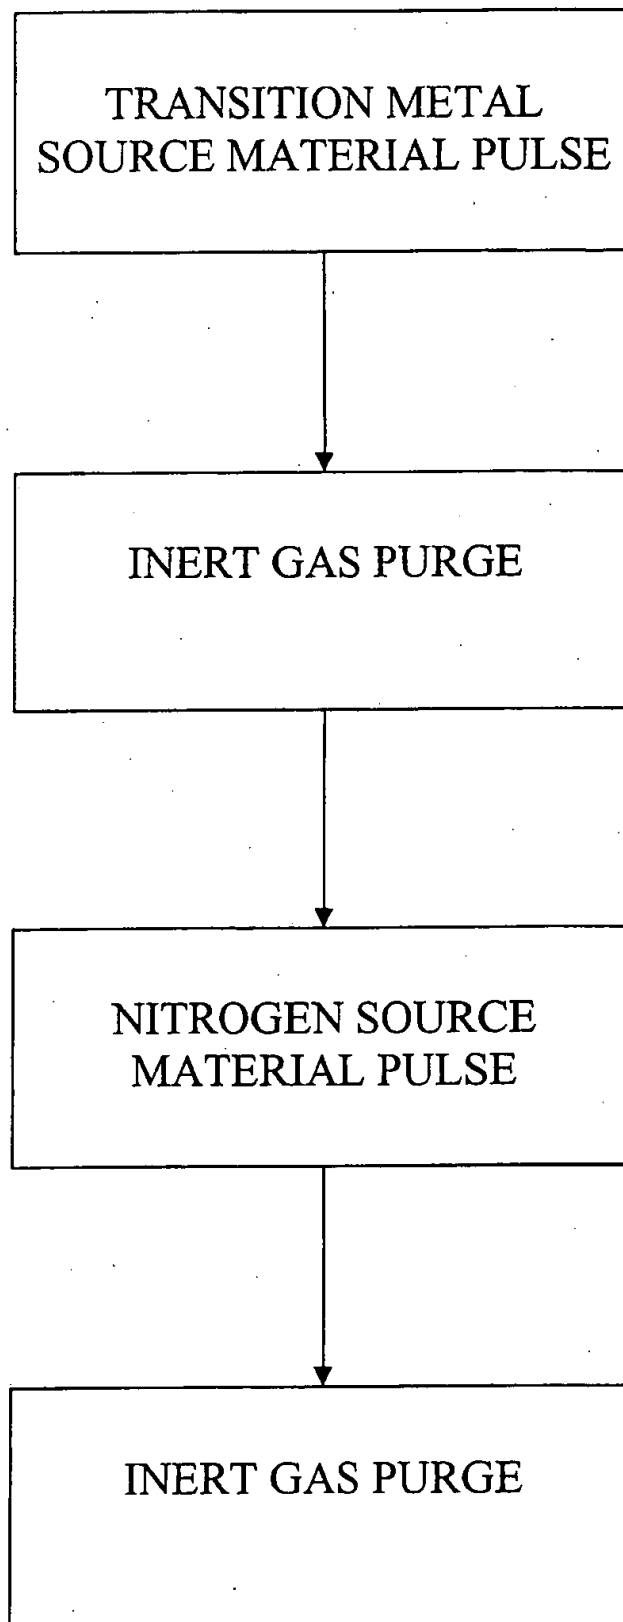 TRANSITION METAL
SOURCE MATERIAL PULSE
INERT GAS PURGE
NITROGEN SOURCE
MATERIAL PULSE
INERT GAS PURGE